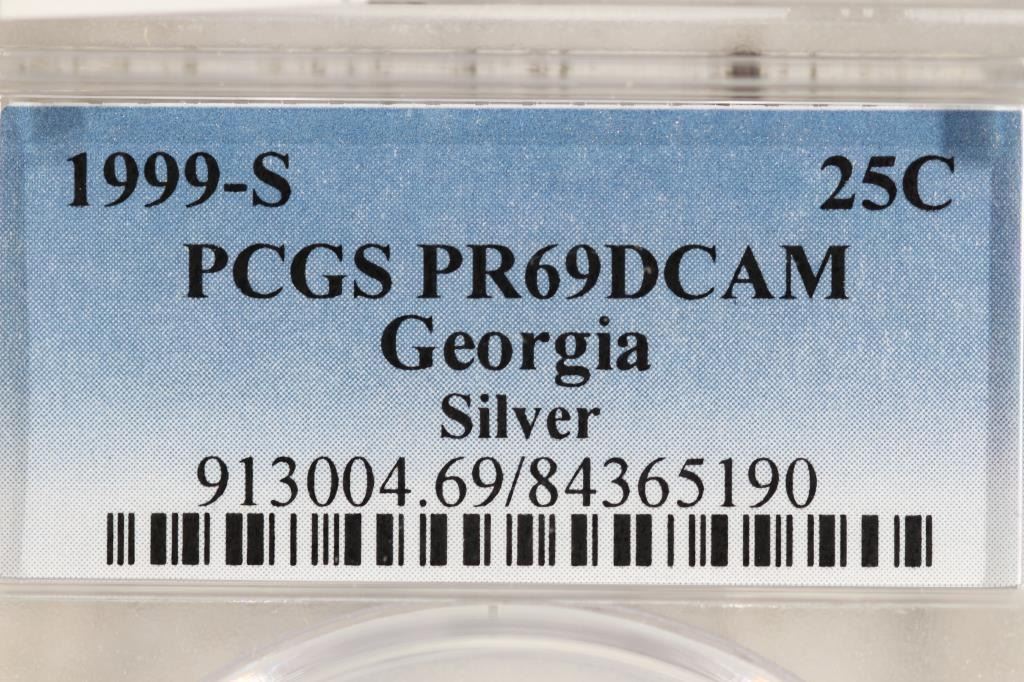 1999-S 25C
PCGS PR69DCAM
Georgia
Silver
913004.69/84365190